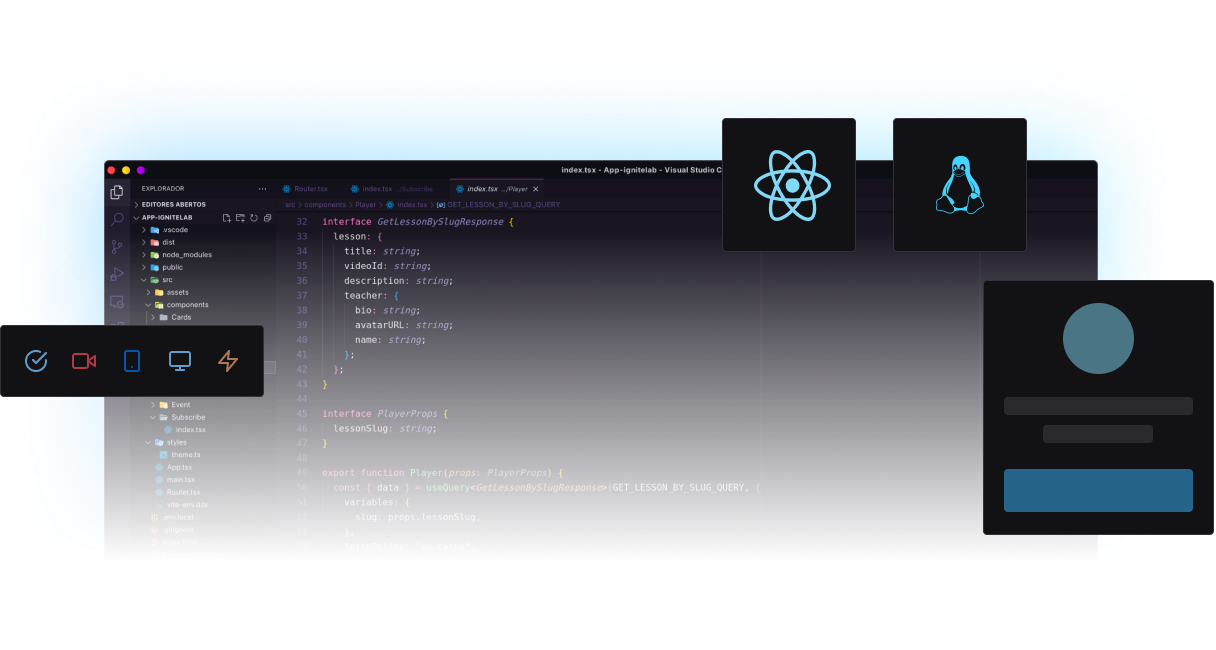 index.tsx - App-ignitelab - Visual Studio C
EXPLORADOR ...
EDITORES ABERTOS
APP-IGNITELAB
.vscode
dist
node_modules
public
src
assets
components
Cards
Event
Subscribe
index.tsx
styles
theme.ts
App.tsx
main.tsx
Router.tsx
vite-env.d.ts
.env.local
.gitignore
Router.tsx
index.tsx .../Subscribe
index.tsx .../Player
src > components > Player > index.tsx > GET_LESSON_BY_SLUG_QUERY
32 interface GetLessonBySlugResponse {
33 lesson: {
34 title: string;
35 videoId: string;
36 description: string;
37 teacher: {
38 bio: string;
39 avatarURL: string;
40 name: string;
41 };
42 };
43 }
44
45 interface PlayerProps {
46 lessonSlug: string;
47 }
48
49 export function Player(props: PlayerProps) {
50 const { data } = useQuery<GetLessonBySlugResponse>(GET_LESSON_BY_SLUG_QUERY, {
51 variables: {
slug: props.lessonSlug,
},